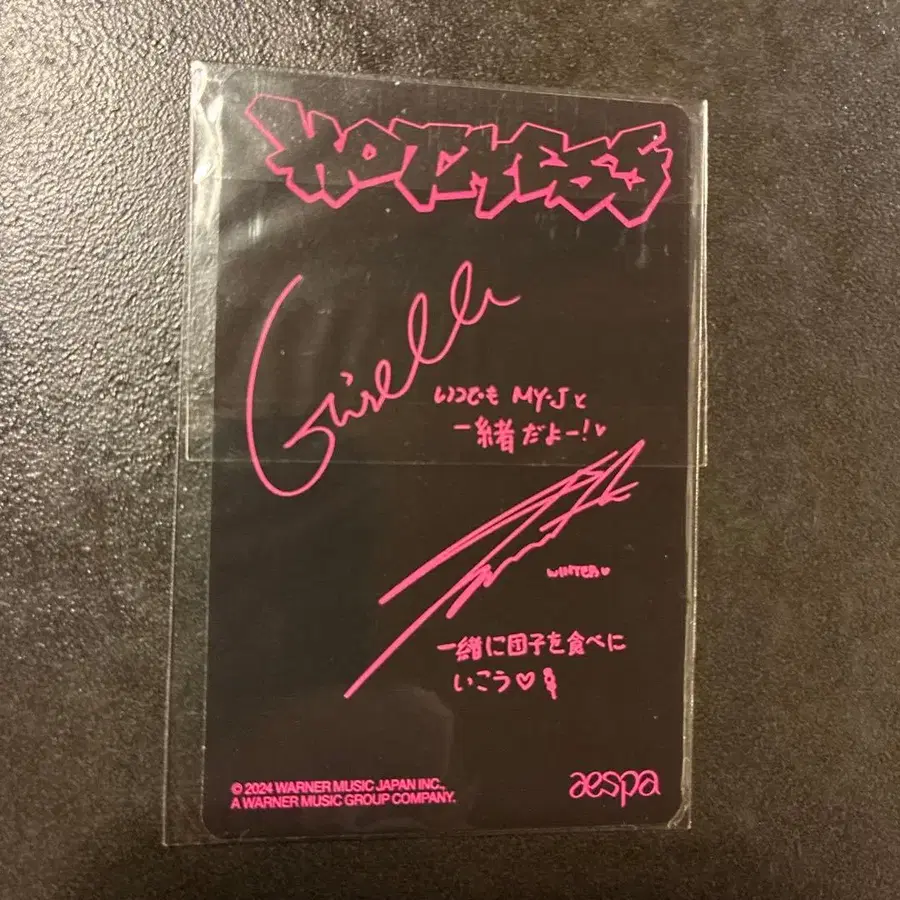 HOT MESS
Giselle
いつでも MY-Jと
一緒だよー!♥
WINTER♡
一緒に団子を食べに
いこう♡
© 2024 WARNER MUSIC JAPAN INC.,
A WARNER MUSIC GROUP COMPANY.
aespa